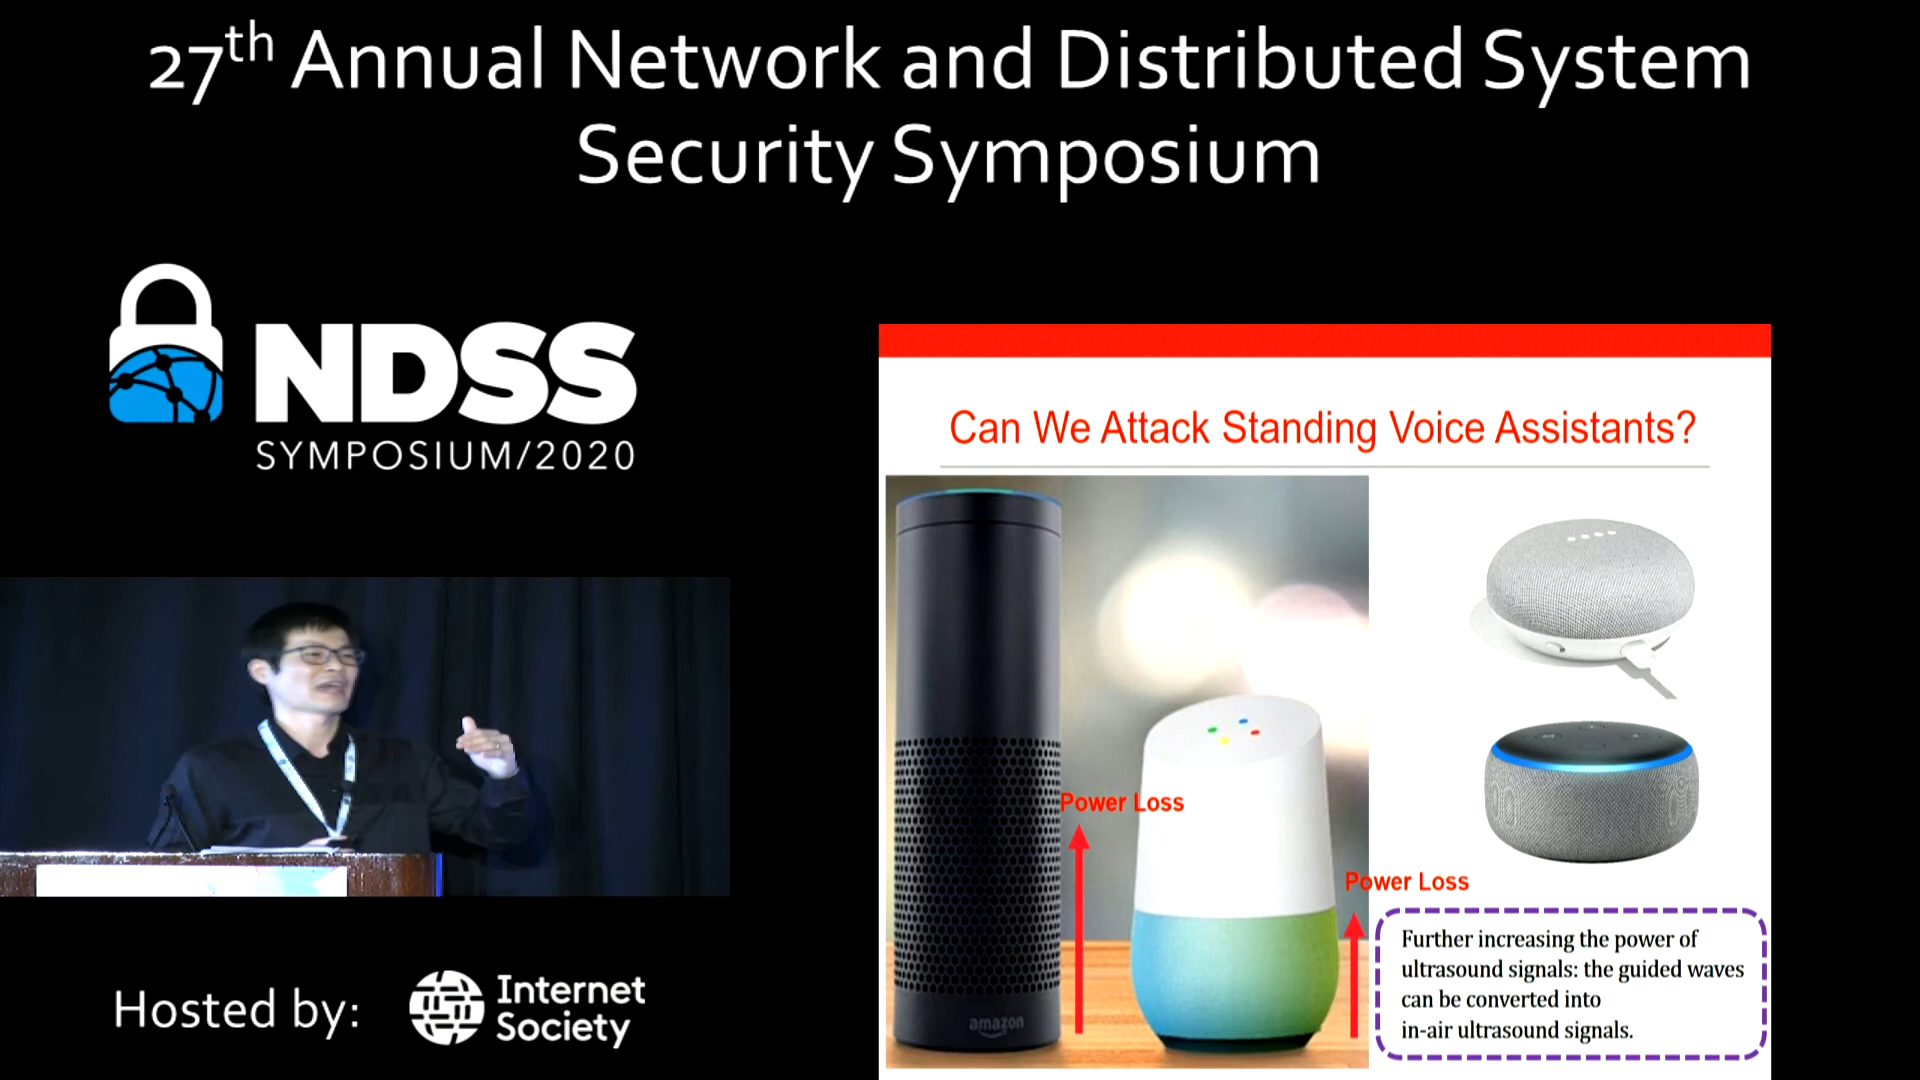 27th Annual Network and Distributed System
Security Symposium
NDSS
SYMPOSIUM/2020
Hosted by:
Internet
Society
Can We Attack Standing Voice Assistants?
Power Loss
Power Loss
amazon
Further increasing the power of
ultrasound signals: the guided waves
can be converted into
in-air ultrasound signals.